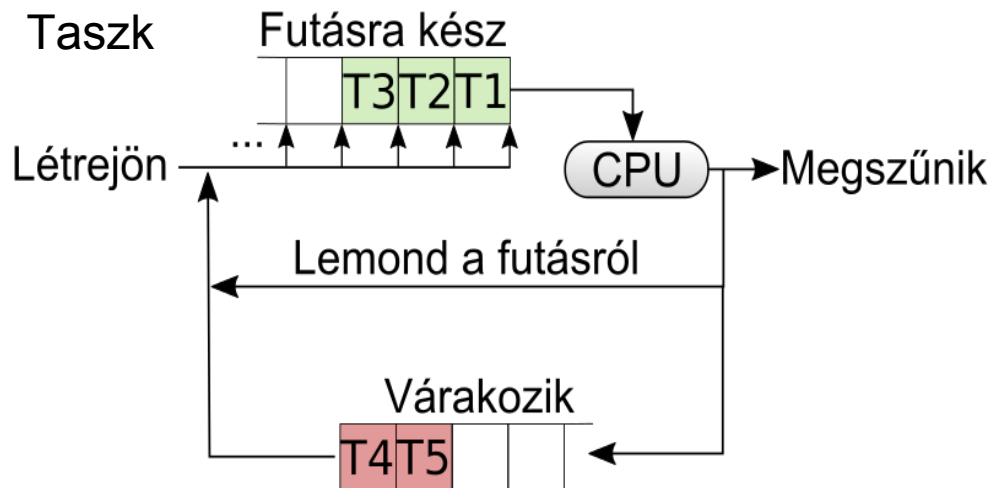 Taszk
Futásra kész
T3 T2 T1
...
Létrejön
CPU
Megszűnik
Lemond a futásról
Várakozik
T4 T5